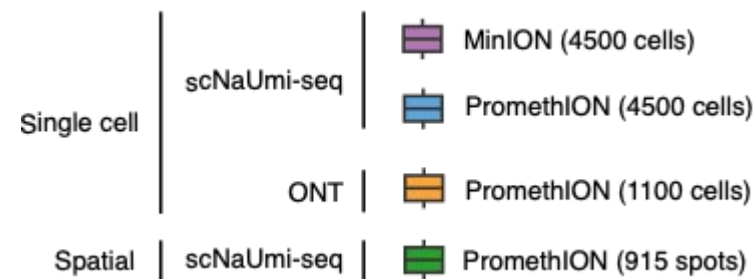 MinION (4500 cells)
scNaUmi-seq
PromethION (4500 cells)
Single cell
ONT
PromethION (1100 cells)
Spatial
scNaUmi-seq
PromethION (915 spots)